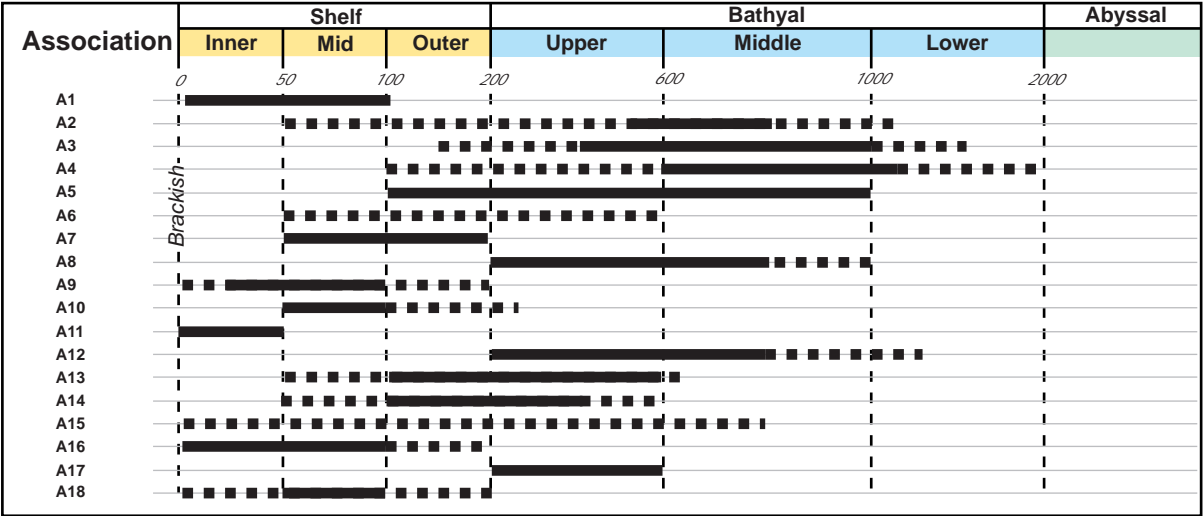 Shelf Bathyal Abyssal
Association Inner Mid Outer Upper Middle Lower
0 50 100 200 600 1000 2000
A1
A2
A3
A4
A5
A6
A7
A8
A9
A10
A11
A12
A13
A14
A15
A16
A17
A18
Brackish